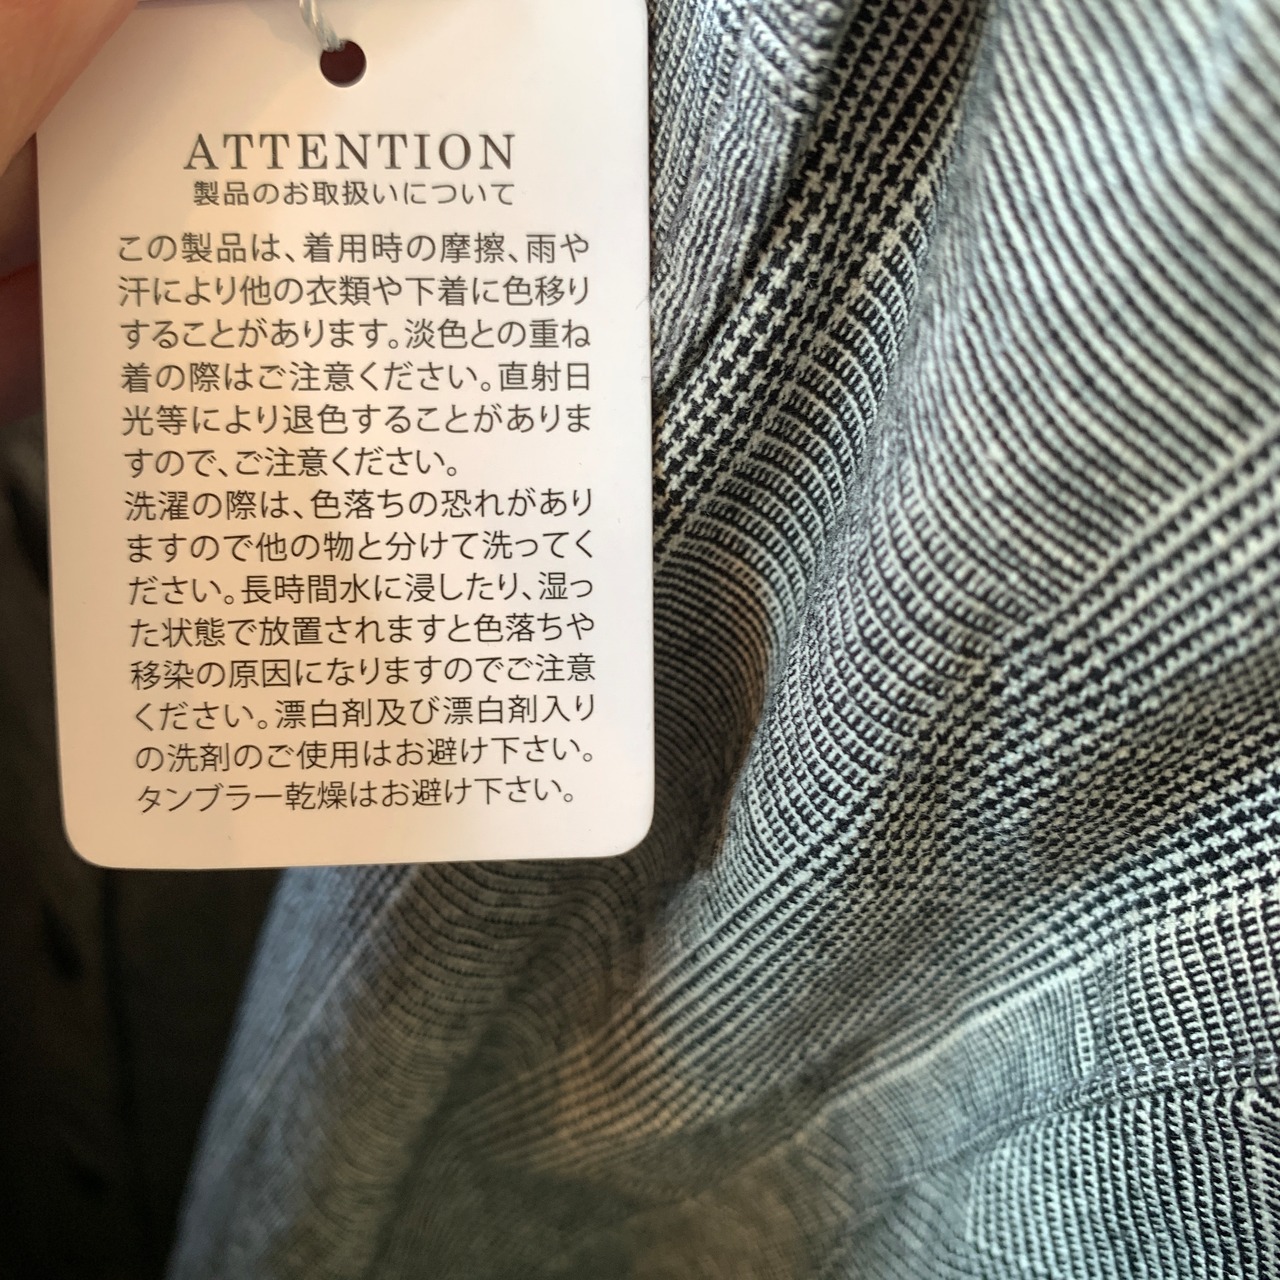 ATTENTION
製品のお取扱いについて
この製品は、着用時の摩擦、雨や
汗により他の衣類や下着に色移り
することがあります。淡色との重ね
着の際はご注意ください。直射日
光等により退色することがありま
すので、ご注意ください。
洗濯の際は、色落ちの恐れがあり
ますので他の物と分けて洗ってく
ださい。長時間水に浸したり、湿っ
た状態で放置されますと色落ちや
移染の原因になりますのでご注意
ください。漂白剤及び漂白剤入り
の洗剤のご使用はお避け下さい。
タンブラー乾燥はお避け下さい。